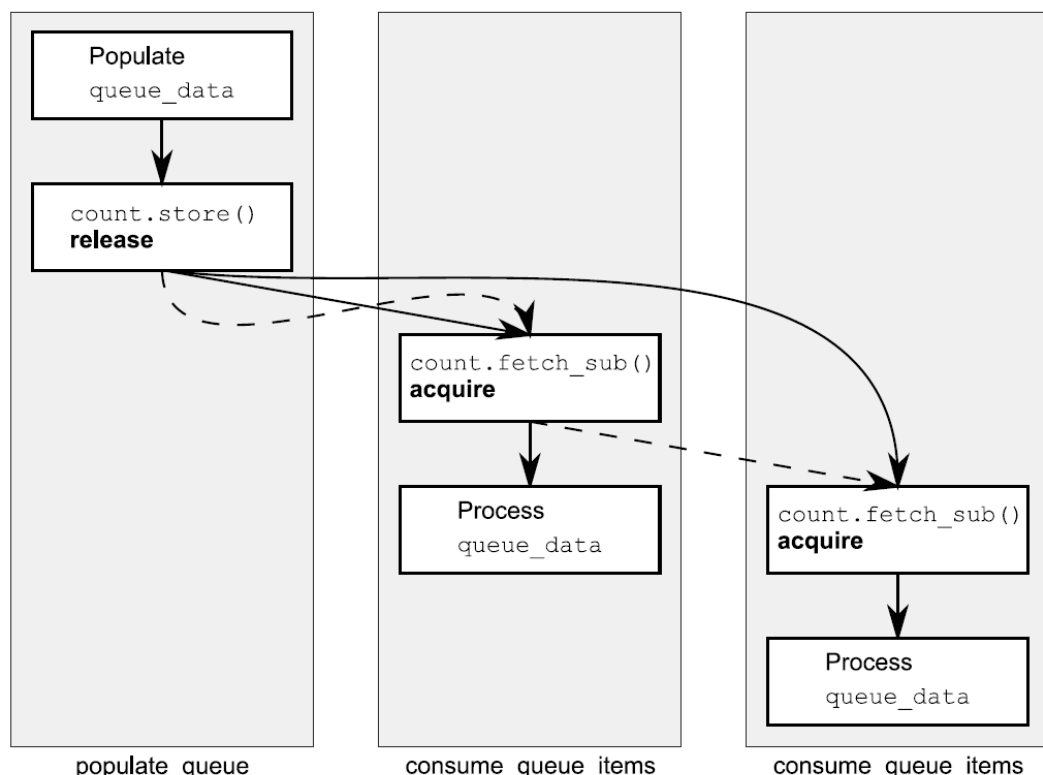 Populate
queue_data
count.store()
release
count.fetch_sub()
acquire
Process
queue_data
count.fetch_sub()
acquire
Process
queue_data
populate_queue
consume_queue_items
consume_queue_items